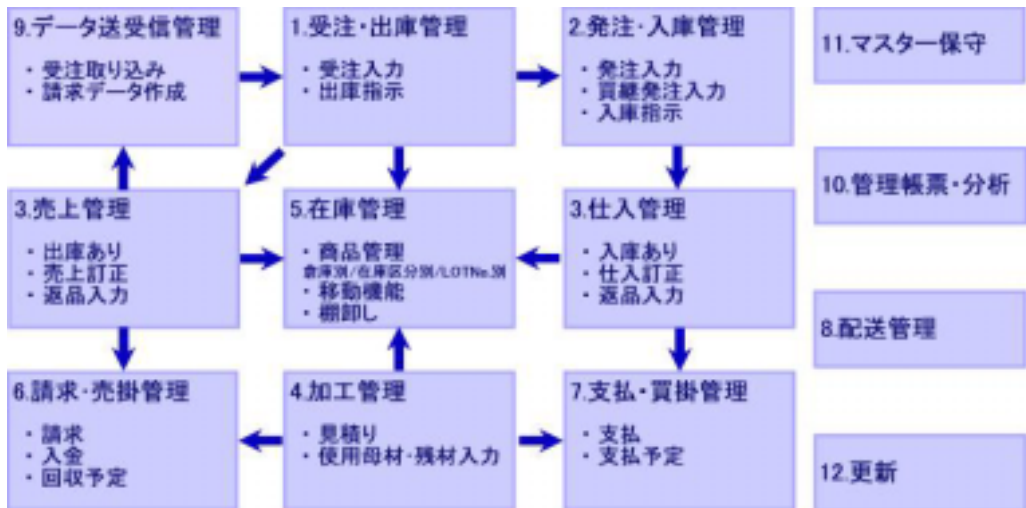 9.データ送受信管理
・受注取り込み
・請求データ作成
1.受注・出庫管理
・受注入力
・出庫指示
2.発注・入庫管理
・発注入力
・買継発注入力
・入庫指示
11.マスター保守
3.売上管理
・出庫あり
・売上訂正
・返品入力
5.在庫管理
・商品管理
倉庫別/在庫区分別/LOTNo.別
・移動機能
・棚卸し
3.仕入管理
・入庫あり
・仕入訂正
・返品入力
10.管理帳票・分析
8.配送管理
6.請求・売掛管理
・請求
・入金
・回収予定
4.加工管理
・見積り
・使用母材・残材入力
7.支払・買掛管理
・支払
・支払予定
12.更新